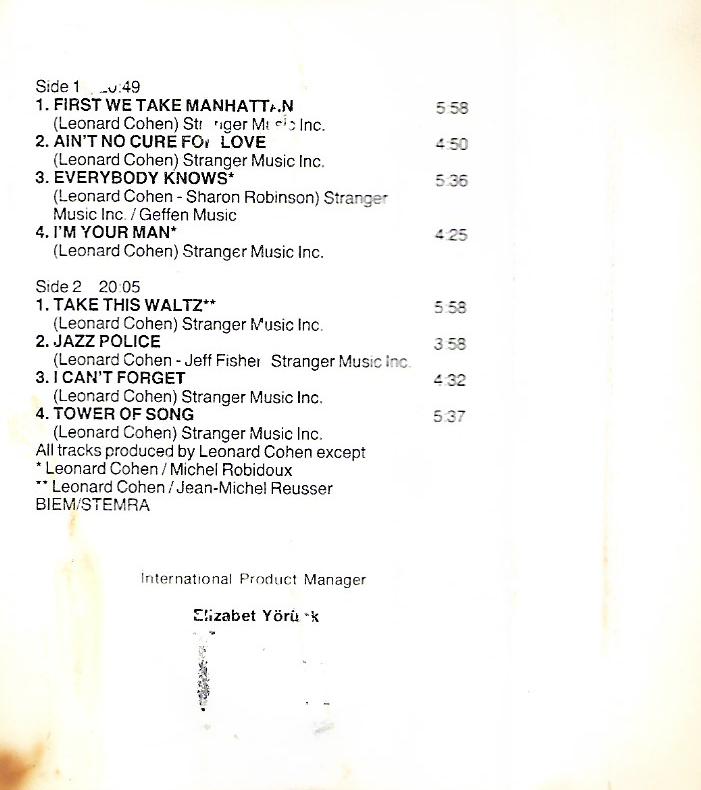 Side 1
1. FIRST WE TAKE MANHATTAN 5:58
(Leonard Cohen) Stranger Music Inc.
2. AIN'T NO CURE FOR LOVE 4:50
(Leonard Cohen) Stranger Music Inc.
3. EVERYBODY KNOWS* 5:36
(Leonard Cohen - Sharon Robinson) Stranger
Music Inc. / Geffen Music
4. I'M YOUR MAN* 4:25
(Leonard Cohen) Stranger Music Inc.
Side 2 20:05
1. TAKE THIS WALTZ** 5:58
(Leonard Cohen) Stranger Music Inc.
2. JAZZ POLICE 3:58
(Leonard Cohen - Jeff Fisher Stranger Music Inc.
3. I CAN'T FORGET 4:32
(Leonard Cohen) Stranger Music Inc.
4. TOWER OF SONG 5:37
(Leonard Cohen) Stranger Music Inc.
All tracks produced by Leonard Cohen except
* Leonard Cohen / Michel Robidoux
** Leonard Cohen / Jean-Michel Reusser
BIEM/STEMRA
International Product Manager
Elizabet